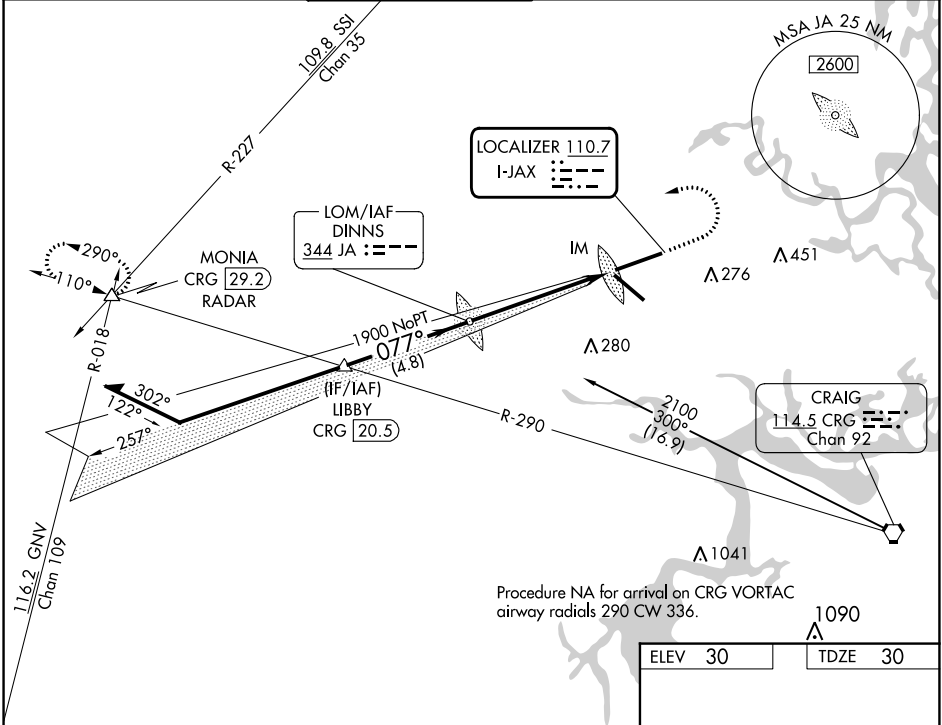 109.8 SSI
Chan 35
R-227
MSA JA 25 NM
2600
LOCALIZER 110.7
I-JAX
LOM/IAF
DINNS
344 JA
MONIA
CRG 29.2
RADAR
290°
110°
IM
276
451
280
R-018
1900 NoPT
077°
(4.8)
(IF/IAF)
LIBBY
CRG 20.5
302°
122°
257°
R-290
2100
300°
(16.9)
CRAIG
114.5 CRG
Chan 92
116.2 GNV
Chan 109
1041
Procedure NA for arrival on CRG VORTAC
airway radials 290 CW 336.
1090
ELEV 30
TDZE 30